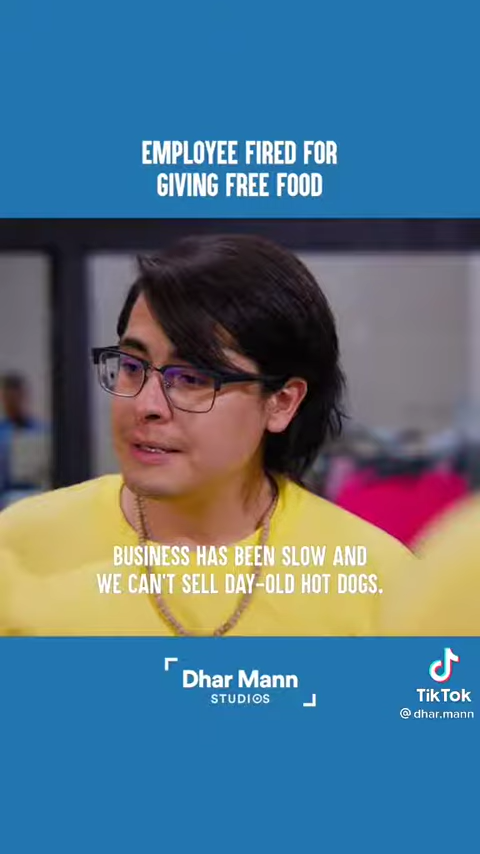 EMPLOYEE FIRED FOR
GIVING FREE FOOD
BUSINESS HAS BEEN SLOW AND
WE CAN'T SELL DAY-OLD HOT DOGS.
Dhar Mann
STUDIOS
TikTok
@dhar.mann